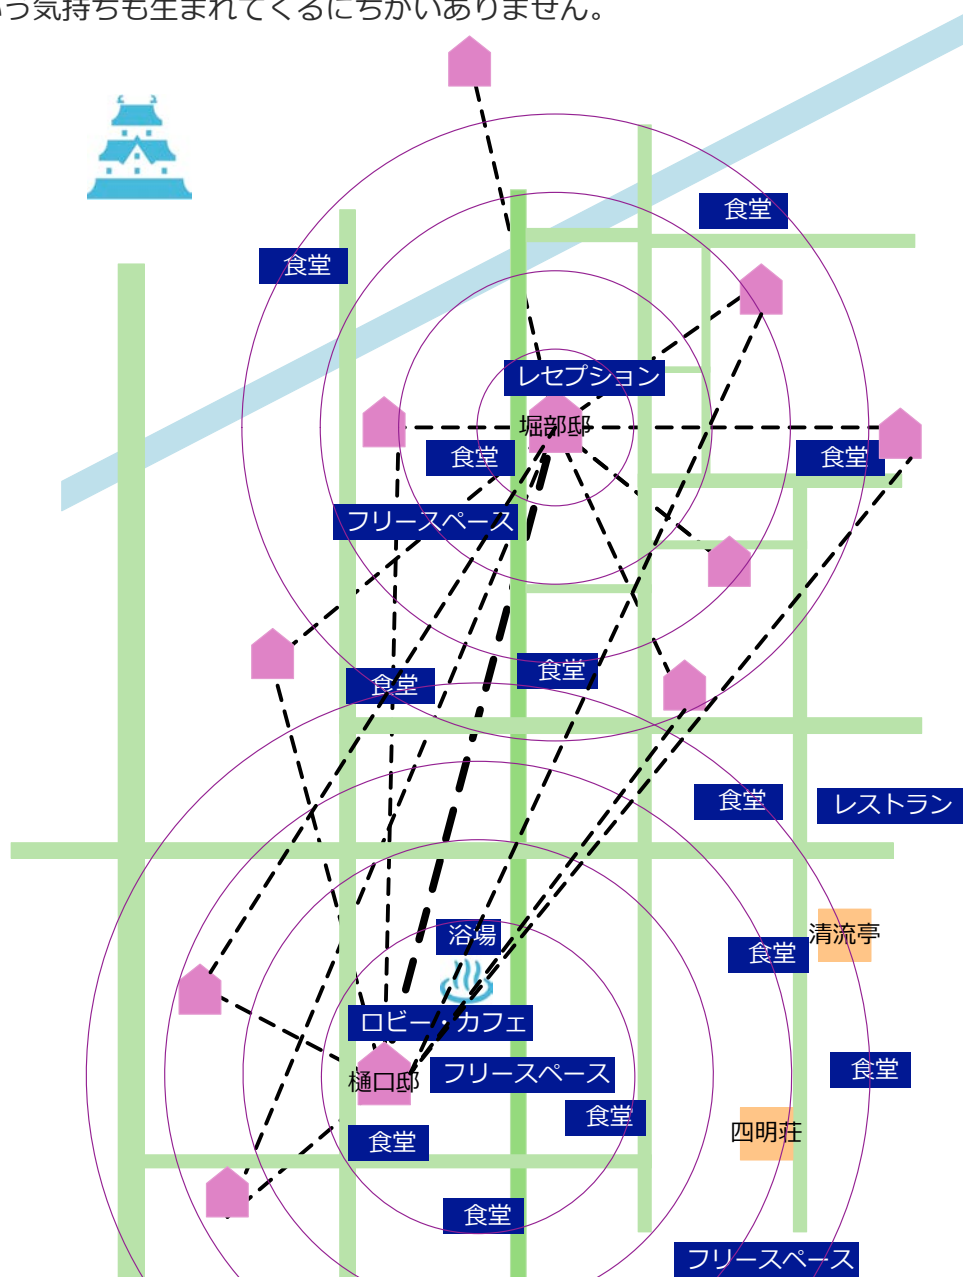 いう気持ちも生まれてくるにちがいありません。
食堂
食堂
レセプション
堀部邸
食堂
食堂
フリースペース
食堂
食堂
食堂
レストラン
浴場
清流亭
食堂
ロビー・カフェ
フリースペース
樋口邸
食堂
食堂
四明荘
食堂
食堂
フリースペース